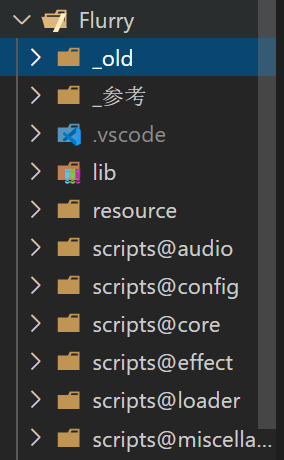 Flurry
_old
_参考
.vscode
lib
resource
scripts@audio
scripts@config
scripts@core
scripts@effect
scripts@loader
scripts@miscella...